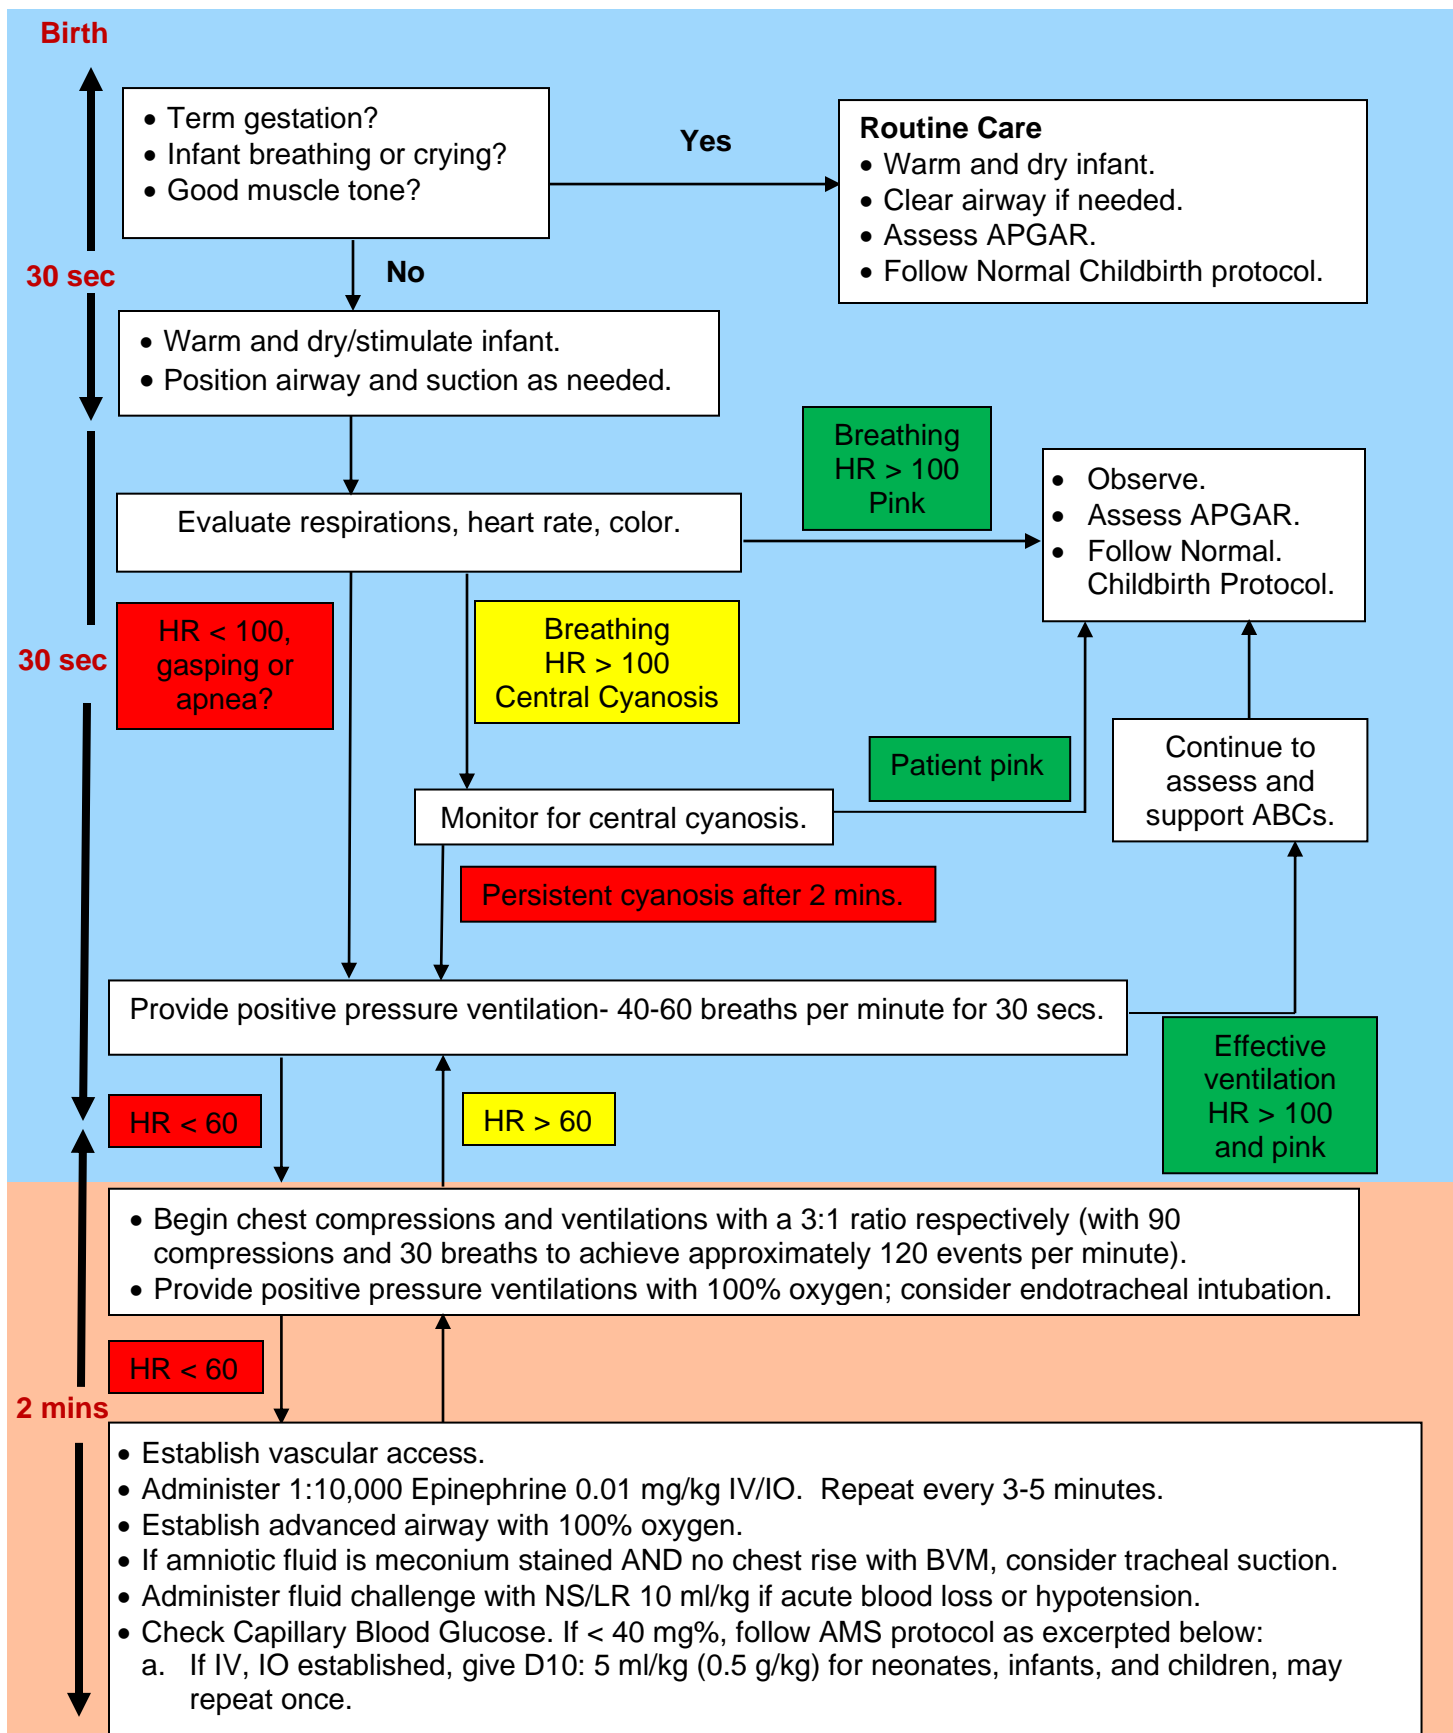 Birth
• Term gestation?
• Infant breathing or crying?
• Good muscle tone?
Yes
Routine Care
• Warm and dry infant.
• Clear airway if needed.
• Assess APGAR.
• Follow Normal Childbirth protocol.
30 sec
No
• Warm and dry/stimulate infant.
• Position airway and suction as needed.
Breathing
HR > 100
Pink
Evaluate respirations, heart rate, color.
• Observe.
• Assess APGAR.
• Follow Normal.
Childbirth Protocol.
30 sec
HR < 100,
gasping or
apnea?
Breathing
HR > 100
Central Cyanosis
Patient pink
Continue to
assess and
support ABCs.
Monitor for central cyanosis.
Persistent cyanosis after 2 mins.
Provide positive pressure ventilation- 40-60 breaths per minute for 30 secs.
Effective
ventilation
HR > 100
and pink
HR < 60
HR > 60
• Begin chest compressions and ventilations with a 3:1 ratio respectively (with 90
compressions and 30 breaths to achieve approximately 120 events per minute).
• Provide positive pressure ventilations with 100% oxygen; consider endotracheal intubation.
HR < 60
2 mins
• Establish vascular access.
• Administer 1:10,000 Epinephrine 0.01 mg/kg IV/IO. Repeat every 3-5 minutes.
• Establish advanced airway with 100% oxygen.
• If amniotic fluid is meconium stained AND no chest rise with BVM, consider tracheal suction.
• Administer fluid challenge with NS/LR 10 ml/kg if acute blood loss or hypotension.
• Check Capillary Blood Glucose. If < 40 mg%, follow AMS protocol as excerpted below:
a. If IV, IO established, give D10: 5 ml/kg (0.5 g/kg) for neonates, infants, and children, may
repeat once.